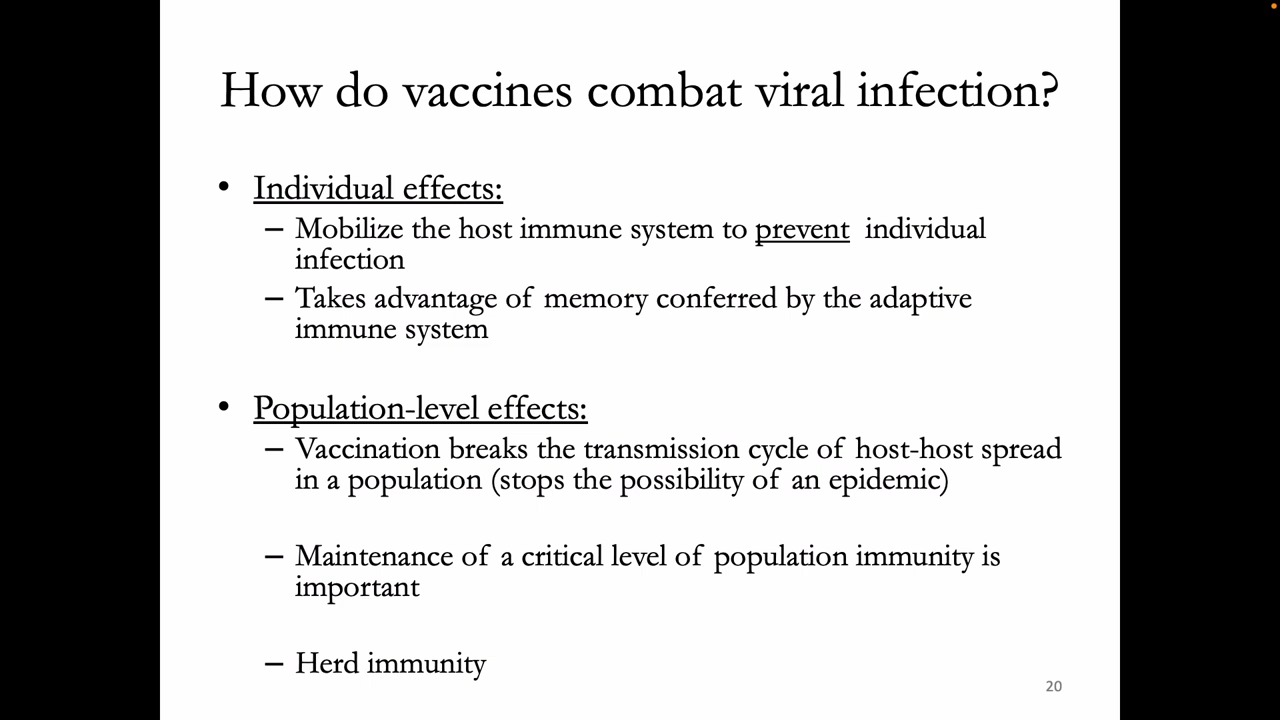 How do vaccines combat viral infection?
• Individual effects:
– Mobilize the host immune system to prevent individual
infection
– Takes advantage of memory conferred by the adaptive
immune system
• Population-level effects:
– Vaccination breaks the transmission cycle of host-host spread
in a population (stops the possibility of an epidemic)
– Maintenance of a critical level of population immunity is
important
– Herd immunity
20